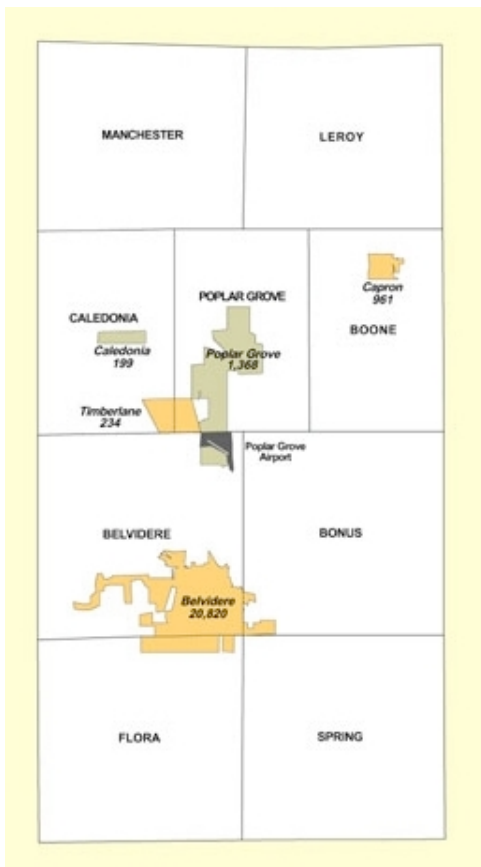 MANCHESTER
LEROY
Capron
961
POPLAR GROVE
CALEDONIA
BOONE
Caledonia
199
Poplar Grove
1,368
Timberlane
234
Poplar Grove
Airport
BELVIDERE
BONUS
Belvidere
20,820
FLORA
SPRING